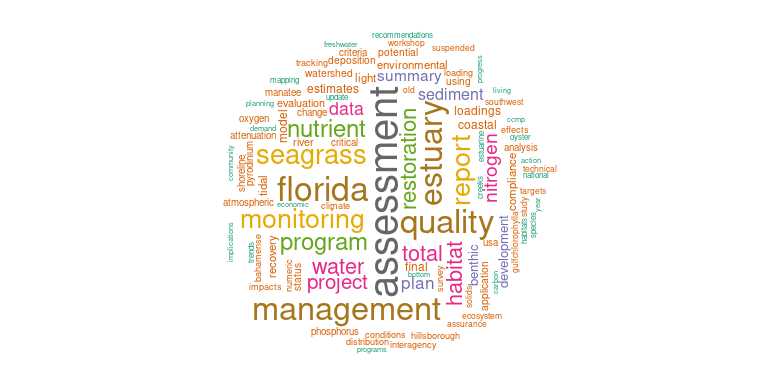 recommendations
freshwater
workshop
criteria
potential
suspended
tracking
deposition
environmental
watershed
light
summary
loading
progress
mapping
using
manatee
estimates
old
sediment
living
planning
update
evaluation
data
southwest
change
loadings
oxygen
model
nutrient
restoration
estuary
coastal
ccmp
demand
effects
attenuation
river
critical
oyster
community
shoreline
pyrodinium
seagrass
assessment
report
nitrogen
estuarine
analysis
action
technical
national
tidal
florida
creeks
compliance
targets
atmospheric
economic
climate
study
year
monitoring
quality
gulf
chlorophylla
habitats
species
implications
trends
bahamense
recovery
program
total
habitat
usa
development
benthic
water
final
numeric
status
bottom
survey
project
plan
impacts
solids
application
carbon
management
ecosystem
assurance
phosphorus
conditions
hillsborough
distribution
interagency
programs